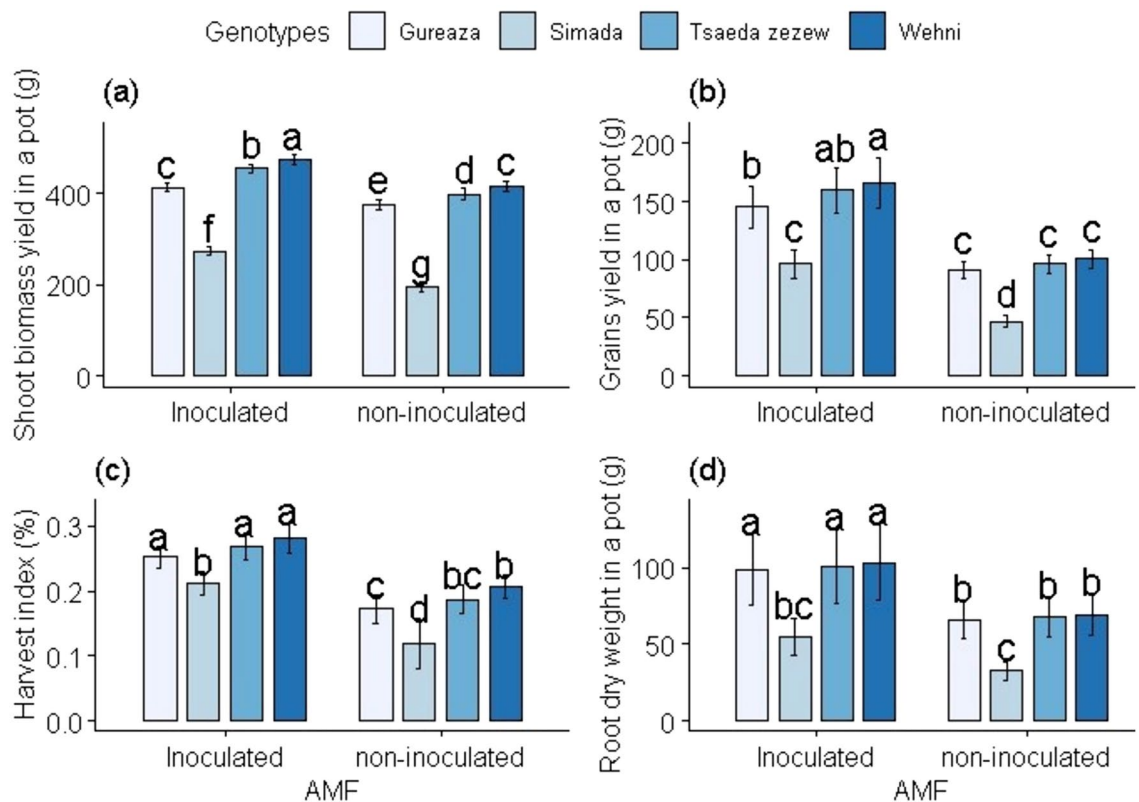 Genotypes Gureaza Simada Tsaeda zezew Wehni
(a)
Shoot biomass yield in a pot (g)
400
200
0
c f b a e g d c
Inoculated non-inoculated
(b)
Grains yield in a pot (g)
200
150
100
50
0
b c ab a c d c c
Inoculated non-inoculated
(c)
Harvest index (%)
0.3
0.2
0.1
0.0
a b a a c d bc b
Inoculated non-inoculated
AMF
(d)
Root dry weight in a pot (g)
100
50
0
a bc a a b c b b
Inoculated non-inoculated
AMF